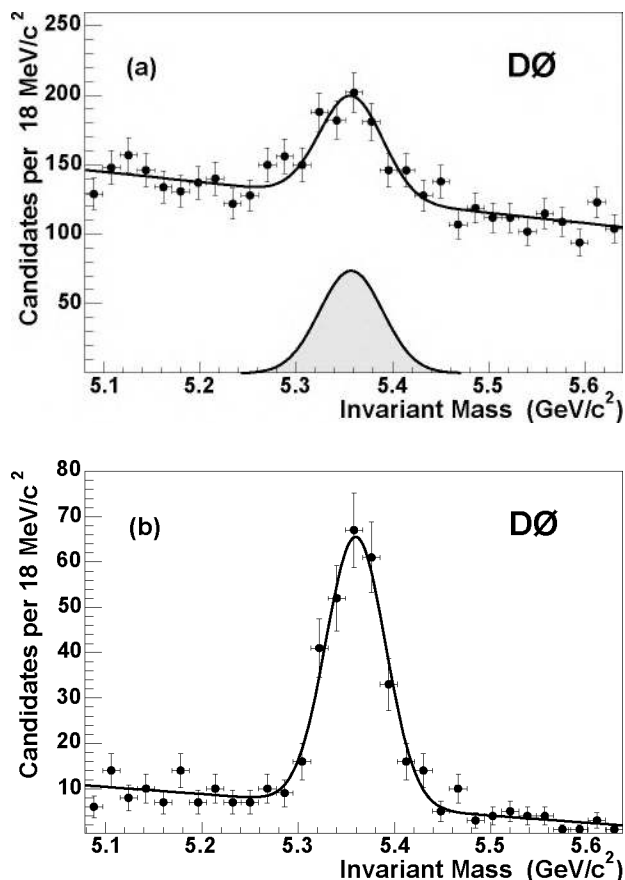 250
(a)
DØ
200
150
100
50
Candidates per 18 MeV/c²
5.1 5.2 5.3 5.4 5.5 5.6
Invariant Mass (GeV/c²)
80
70
(b)
DØ
60
50
40
30
20
10
Candidates per 18 MeV/c²
5.1 5.2 5.3 5.4 5.5 5.6
Invariant Mass (GeV/c²)